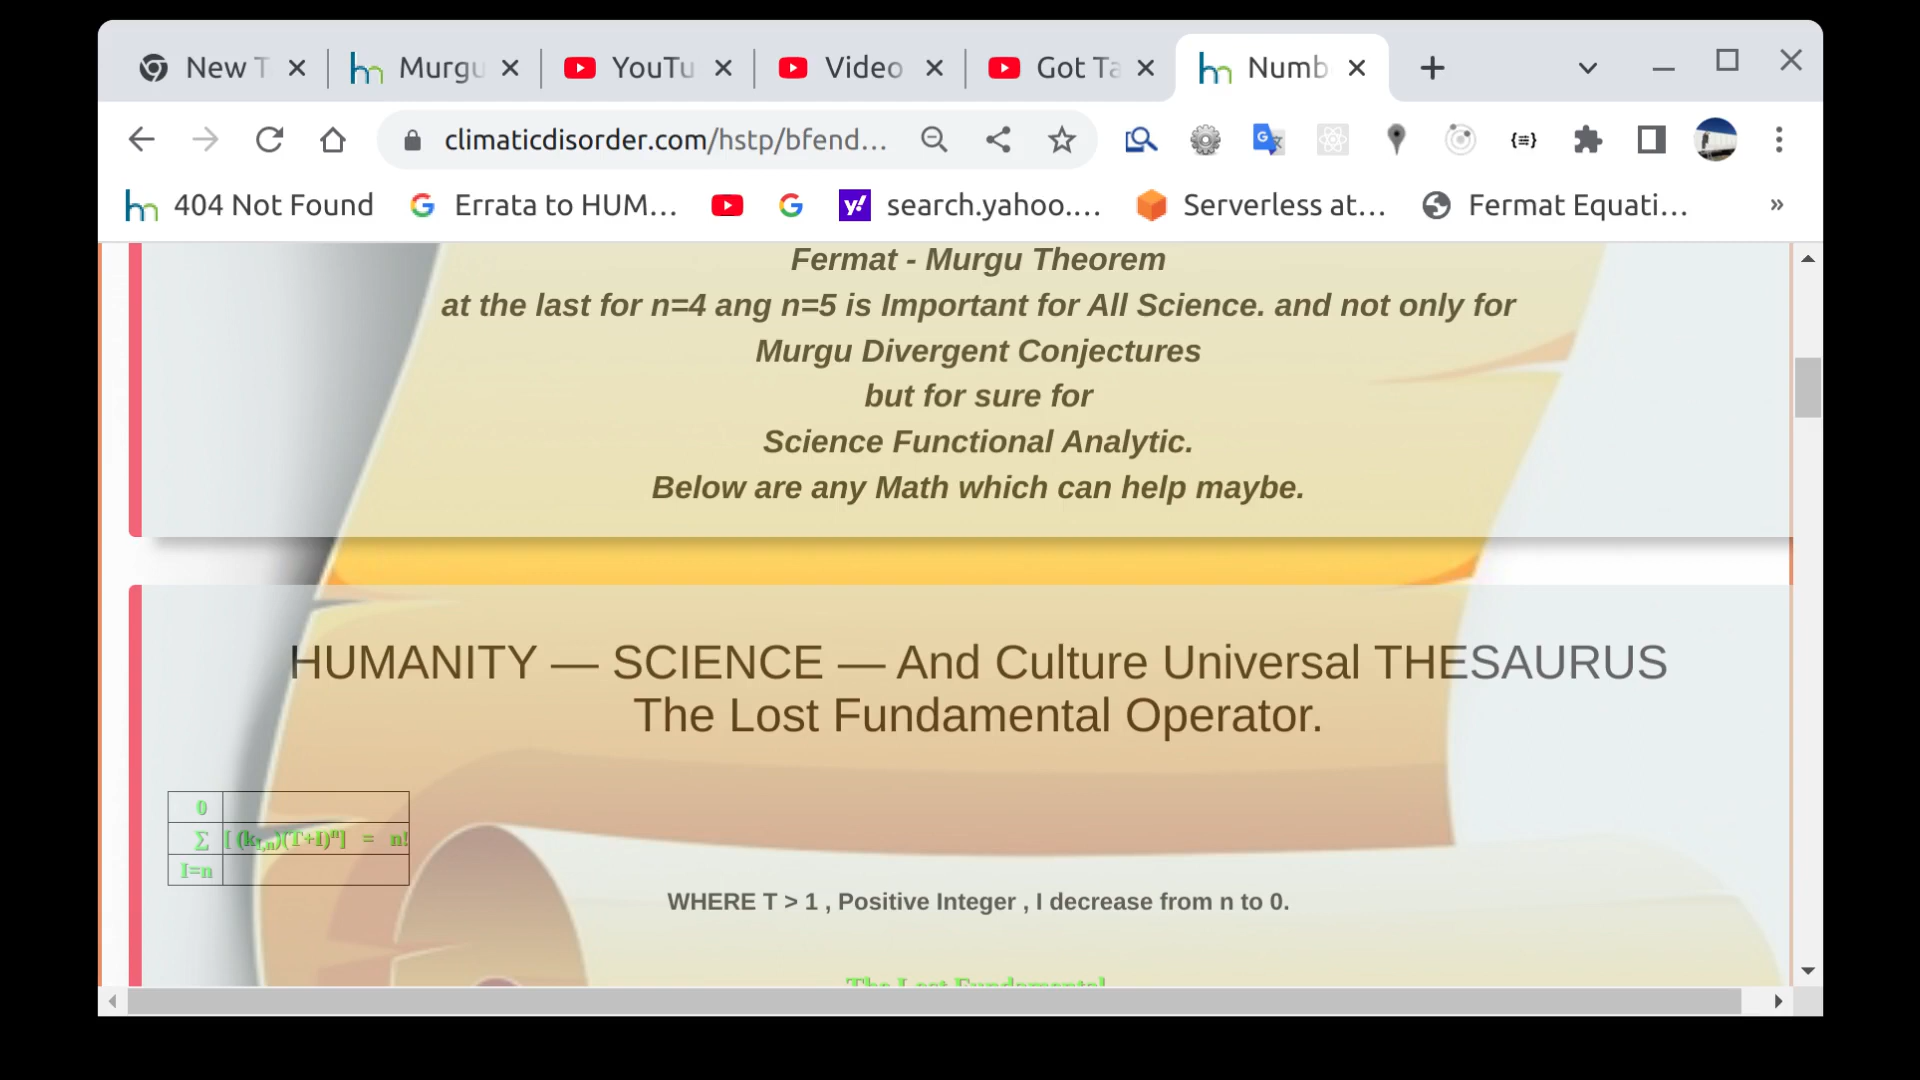 New T
Murgu
YouTu
Video
Got Ta
Numb
climaticdisorder.com/hstp/bfend...
404 Not Found
Errata to HUM...
search.yahoo....
Serverless at...
Fermat Equati...
»
Fermat - Murgu Theorem
at the last for n=4 ang n=5 is Important for All Science. and not only for
Murgu Divergent Conjectures
but for sure for
Science Functional Analytic.
Below are any Math which can help maybe.
HUMANITY — SCIENCE — And Culture Universal THESAURUS
The Lost Fundamental Operator.
0
∑ [ (k_{I,n})(T+I)^n] = n!
I=n
WHERE T > 1 , Positive Integer , I decrease from n to 0.
The Lost Fundamental